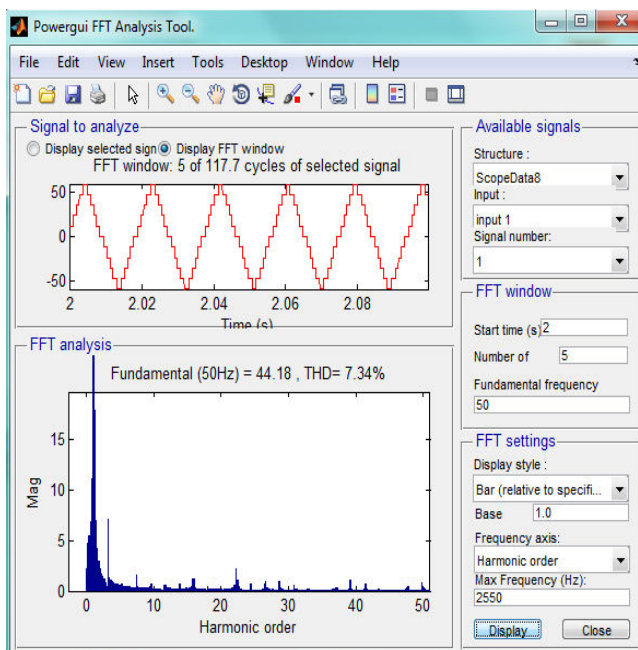 Powergui FFT Analysis Tool.
File Edit View Insert Tools Desktop Window Help
Signal to analyze
Display selected sign Display FFT window
FFT window: 5 of 117.7 cycles of selected signal
50
0
-50
2 2.02 2.04 2.06 2.08
Time (s)
FFT analysis
Fundamental (50Hz) = 44.18 , THD= 7.34%
15
10
5
0
Mag
0 10 20 30 40 50
Harmonic order
Available signals
Structure :
ScopeData8
Input :
input 1
Signal number:
1
FFT window
Start time (s) 2
Number of 5
Fundamental frequency
50
FFT settings
Display style :
Bar (relative to specifi...
Base 1.0
Frequency axis:
Harmonic order
Max Frequency (Hz):
2550
Display Close